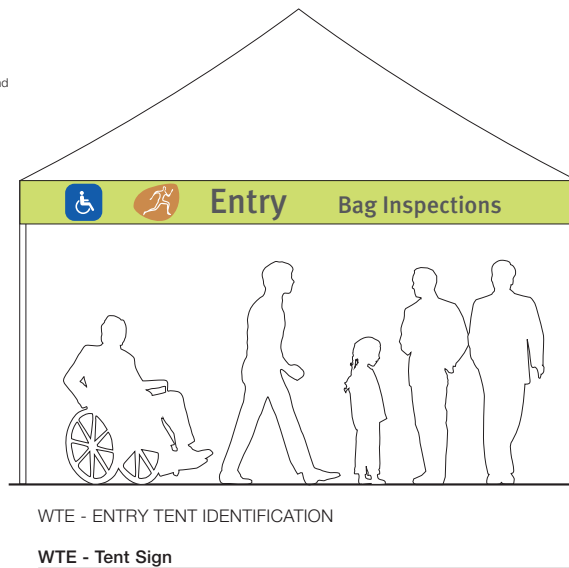 Entry Bag Inspections
WTE - ENTRY TENT IDENTIFICATION
WTE - Tent Sign